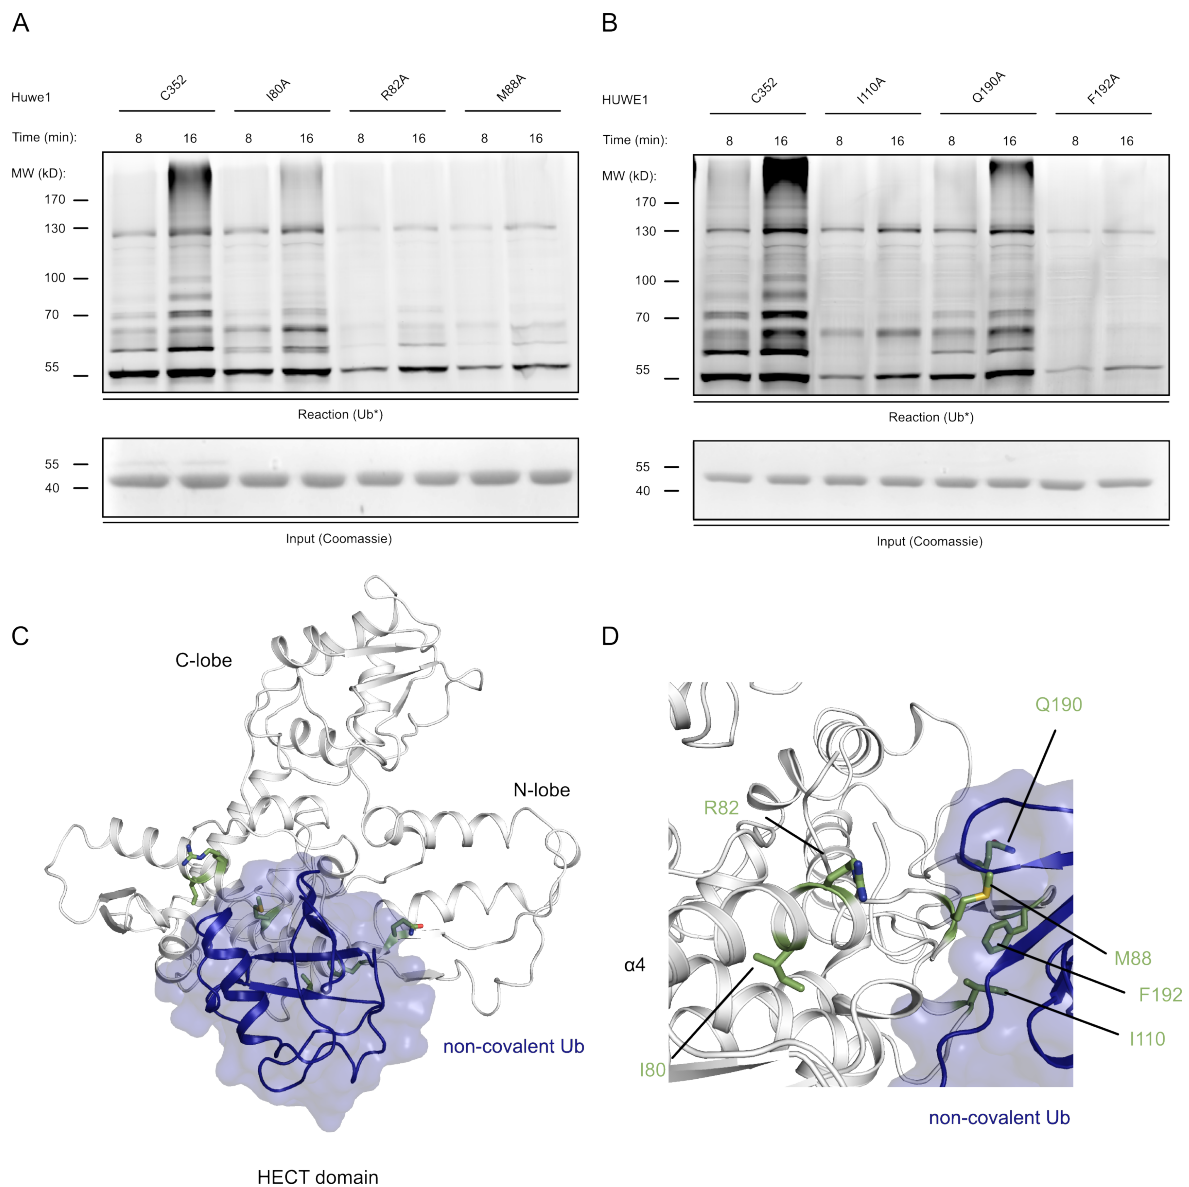 A
Huwe1
C352
I80A
R82A
M88A
Time (min):
8
16
8
16
8
16
8
16
MW (kD):
170
130
100
70
55
Reaction (Ub*)
55
40
Input (Coomassie)
B
HUWE1
C352
I110A
Q190A
F192A
Time (min):
8
16
8
16
8
16
8
16
MW (kD):
170
130
100
70
55
Reaction (Ub*)
55
40
Input (Coomassie)
C
C-lobe
N-lobe
non-covalent Ub
HECT domain
D
Q190
R82
α4
M88
F192
I110
I80
non-covalent Ub